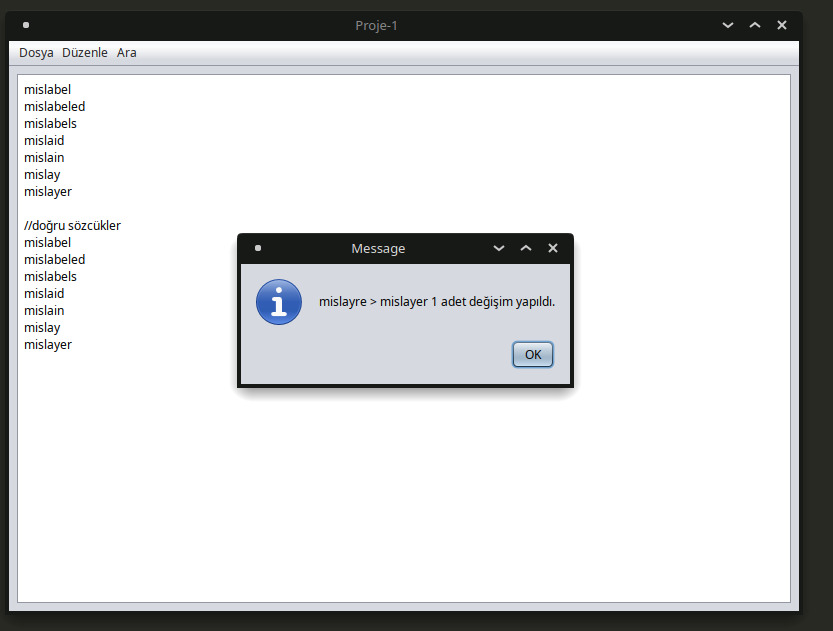 Proje-1
Dosya Düzenle Ara
mislabel
mislabeled
mislabels
mislaid
mislain
mislay
mislayer
//doğru sözcükler
mislabel
mislabeled
mislabels
mislaid
mislain
mislay
mislayer
Message
mislayre > mislayer 1 adet değişim yapıldı.
OK